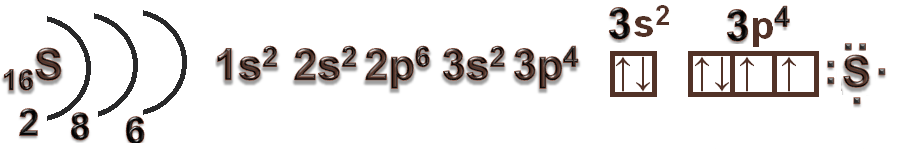 ₁₆S
2 8 6
1s² 2s² 2p⁶ 3s² 3p⁴
3s² 3p⁴
↑↓ ↑↓ ↑ ↑
S